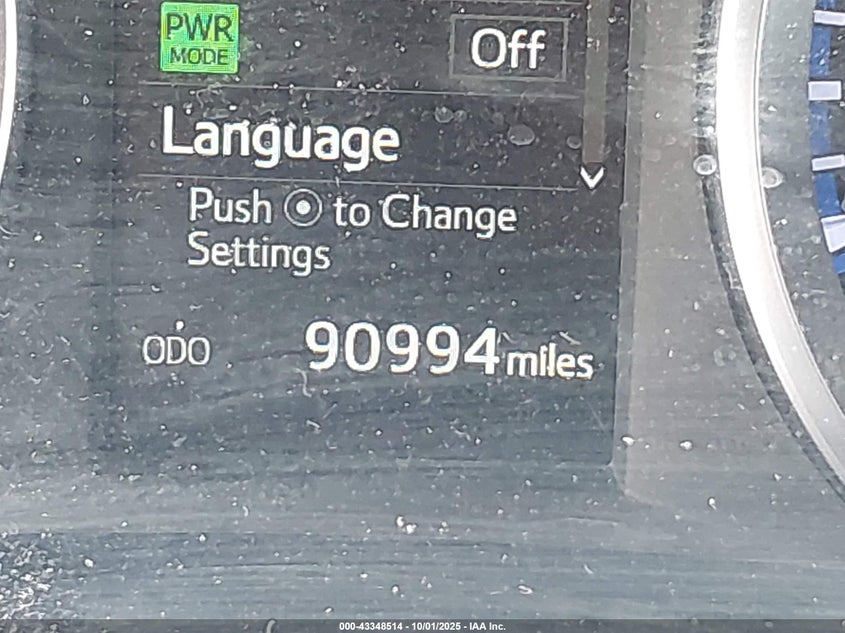 PWR
MODE
Off
Language
Push to Change
Settings
ODO 90994 miles
000-43348514 - 10/01/2025 - IAA Inc.